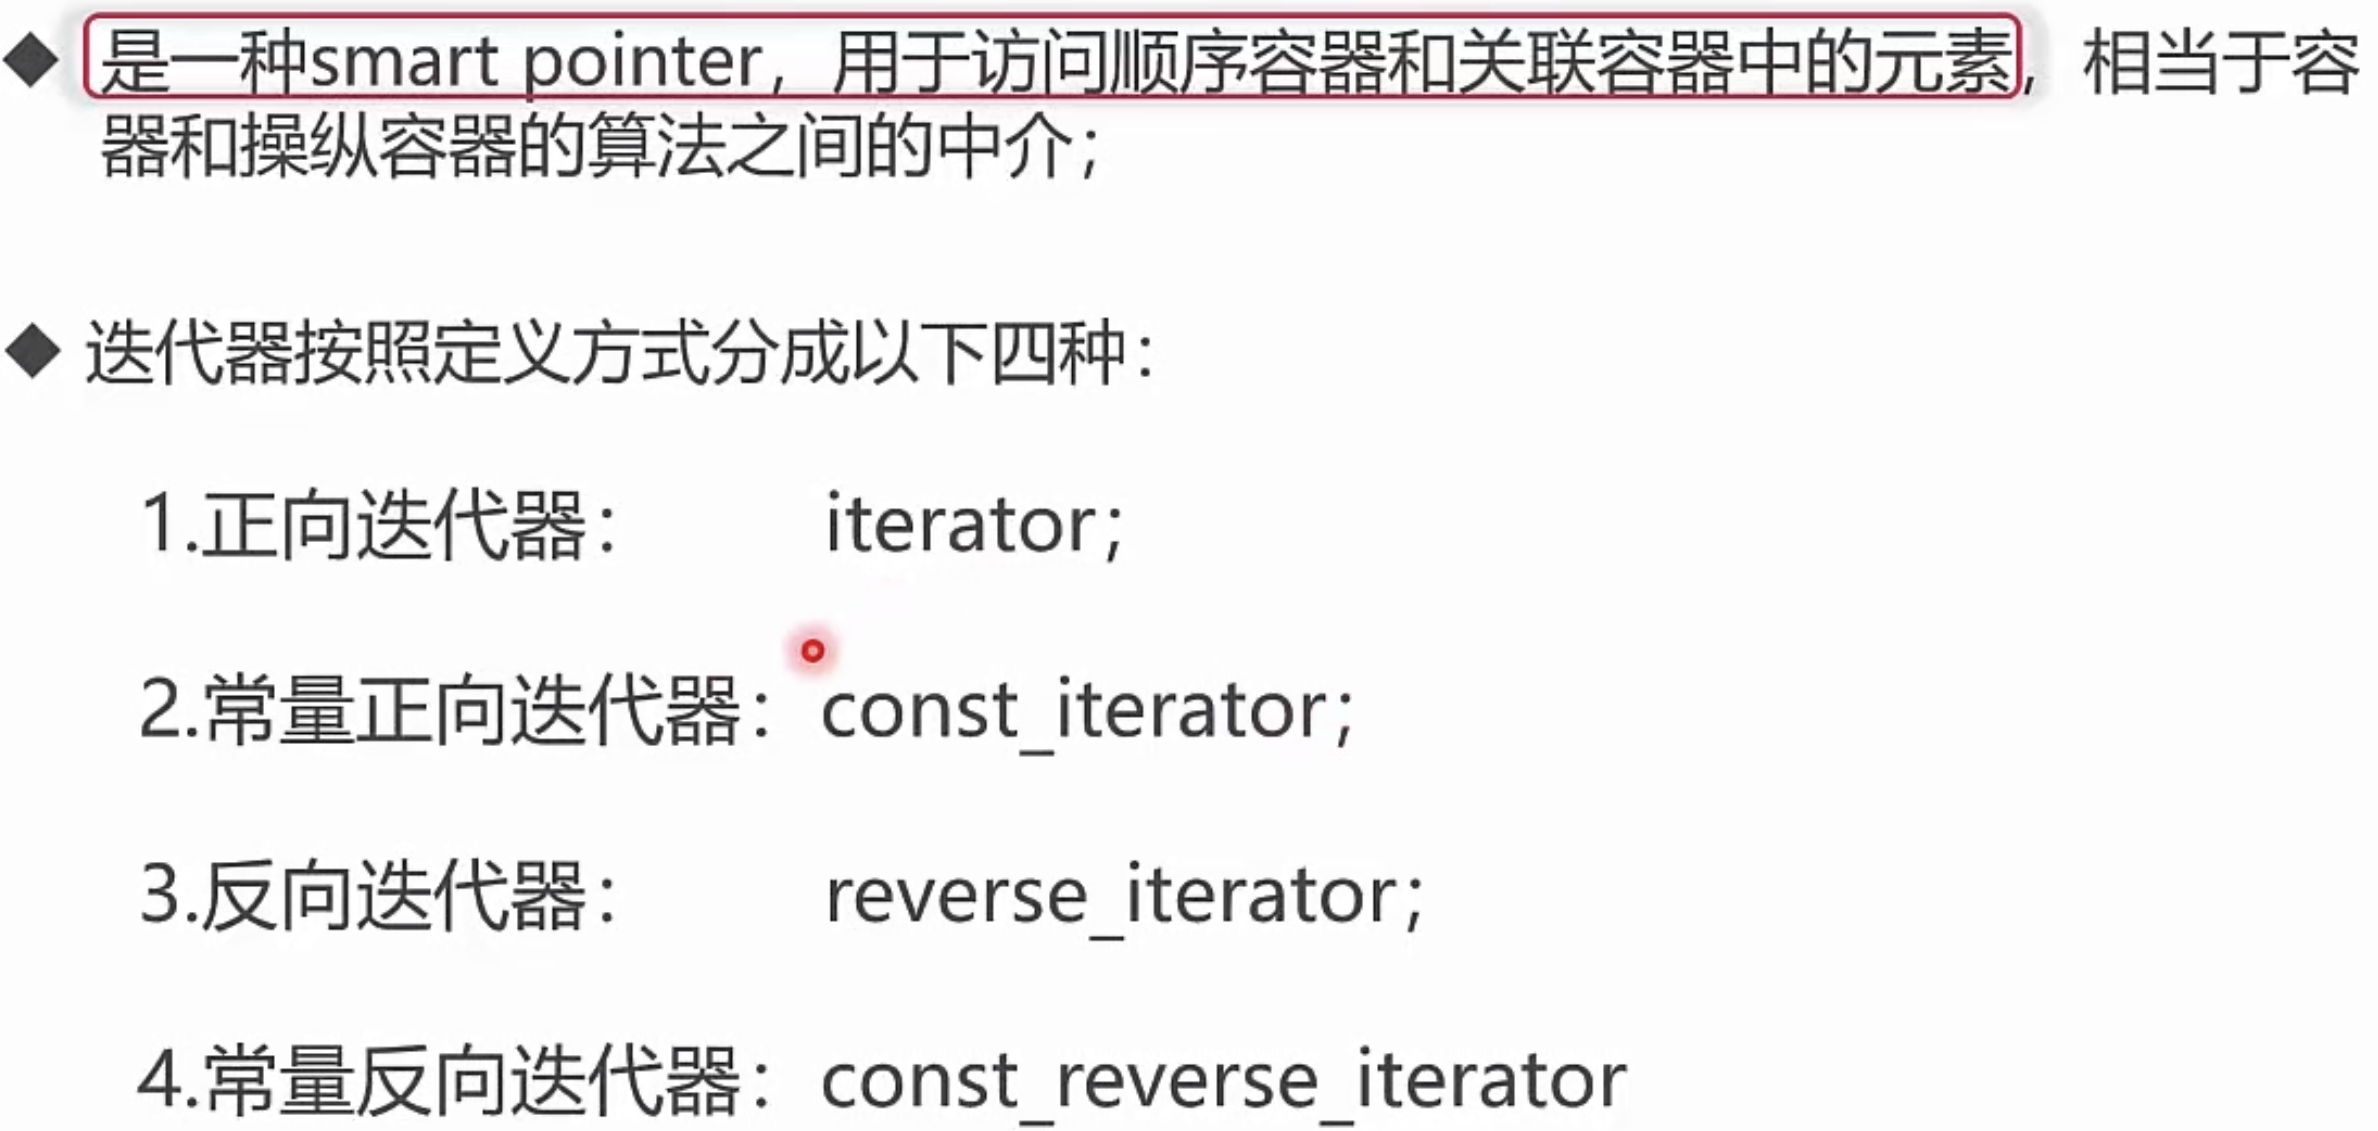 ◆ 是一种smart pointer，用于访问顺序容器和关联容器中的元素，相当于容
器和操纵容器的算法之间的中介；
◆ 迭代器按照定义方式分成以下四种：
1.正向迭代器： iterator；
2.常量正向迭代器： const_iterator；
3.反向迭代器： reverse_iterator；
4.常量反向迭代器： const_reverse_iterator